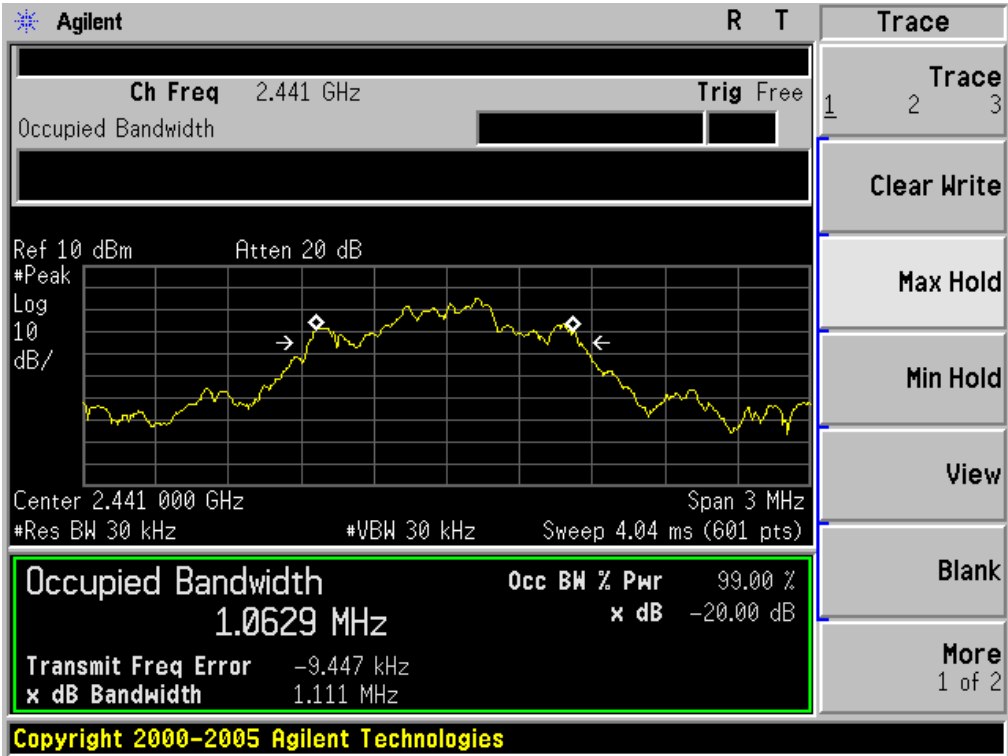 Agilent R T
Trace
Ch Freq 2.441 GHz Trig Free
Occupied Bandwidth
Trace
1 2 3
Clear Write
Ref 10 dBm Atten 20 dB
#Peak
Log
10
dB/
Max Hold
Min Hold
View
Center 2.441 000 GHz Span 3 MHz
#Res BW 30 kHz #VBW 30 kHz Sweep 4.04 ms (601 pts)
Occupied Bandwidth
1.0629 MHz
Occ BW % Pwr 99.00 %
x dB -20.00 dB
Transmit Freq Error -9.447 kHz
x dB Bandwidth 1.111 MHz
Blank
More
1 of 2
Copyright 2000-2005 Agilent Technologies